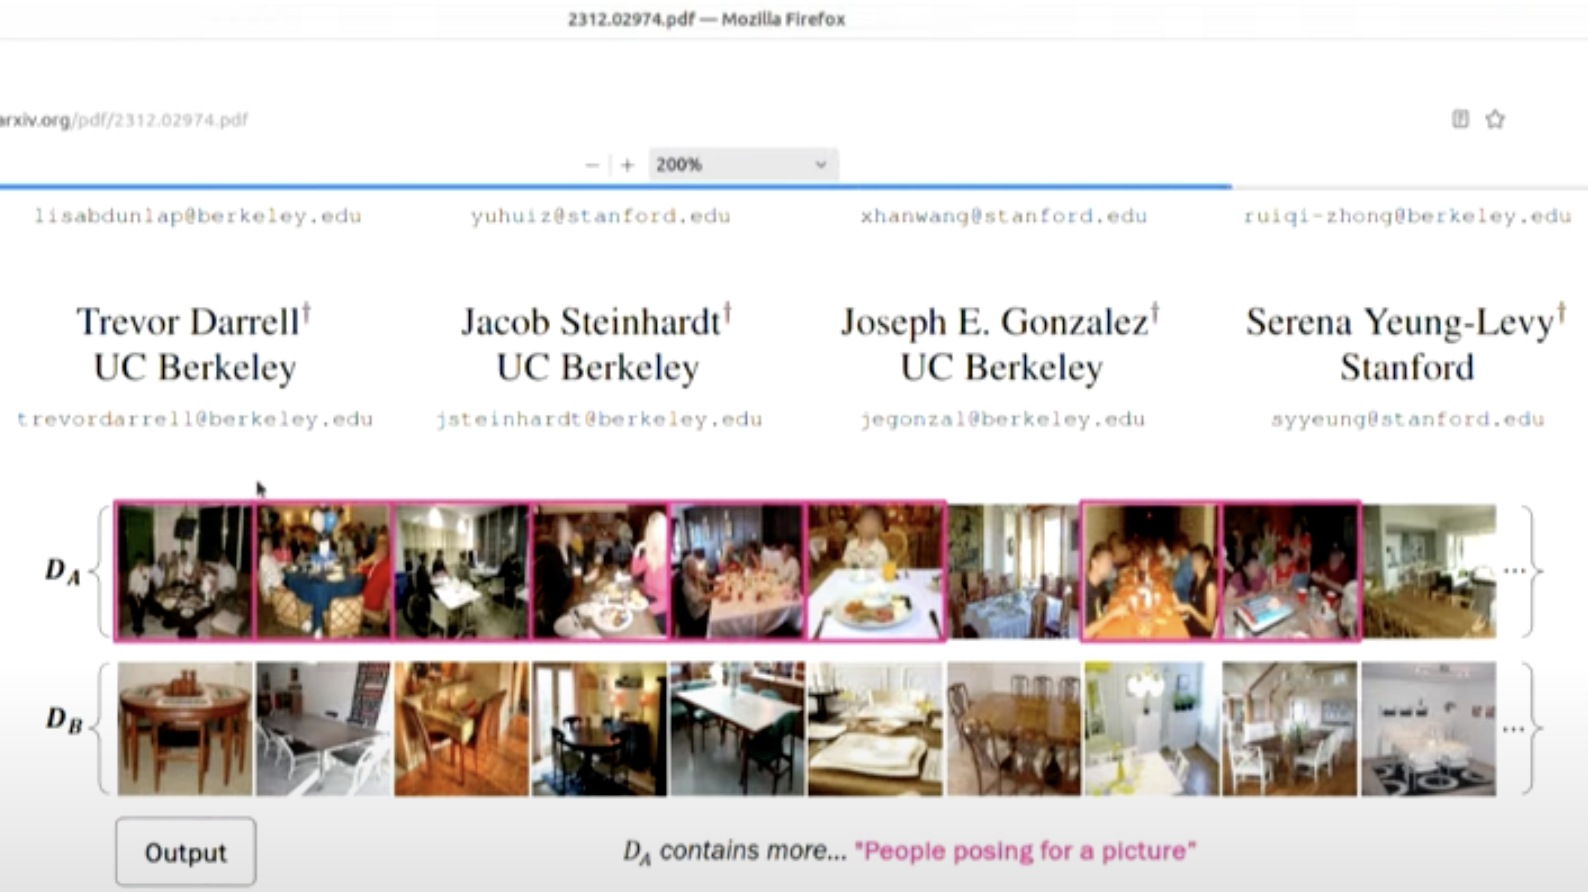 2312.02974.pdf — Mozilla Firefox
arxiv.org/pdf/2312.02974.pdf
− + 200%
lisabdunlap@berkeley.edu yuhuiz@stanford.edu xhanwang@stanford.edu ruiqi-zhong@berkeley.edu
Trevor Darrell† Jacob Steinhardt† Joseph E. Gonzalez† Serena Yeung-Levy†
UC Berkeley UC Berkeley UC Berkeley Stanford
trevordarrell@berkeley.edu jsteinhardt@berkeley.edu jegonzal@berkeley.edu syyeung@stanford.edu
D_A ...
D_B ...
Output D_A contains more... "People posing for a picture"